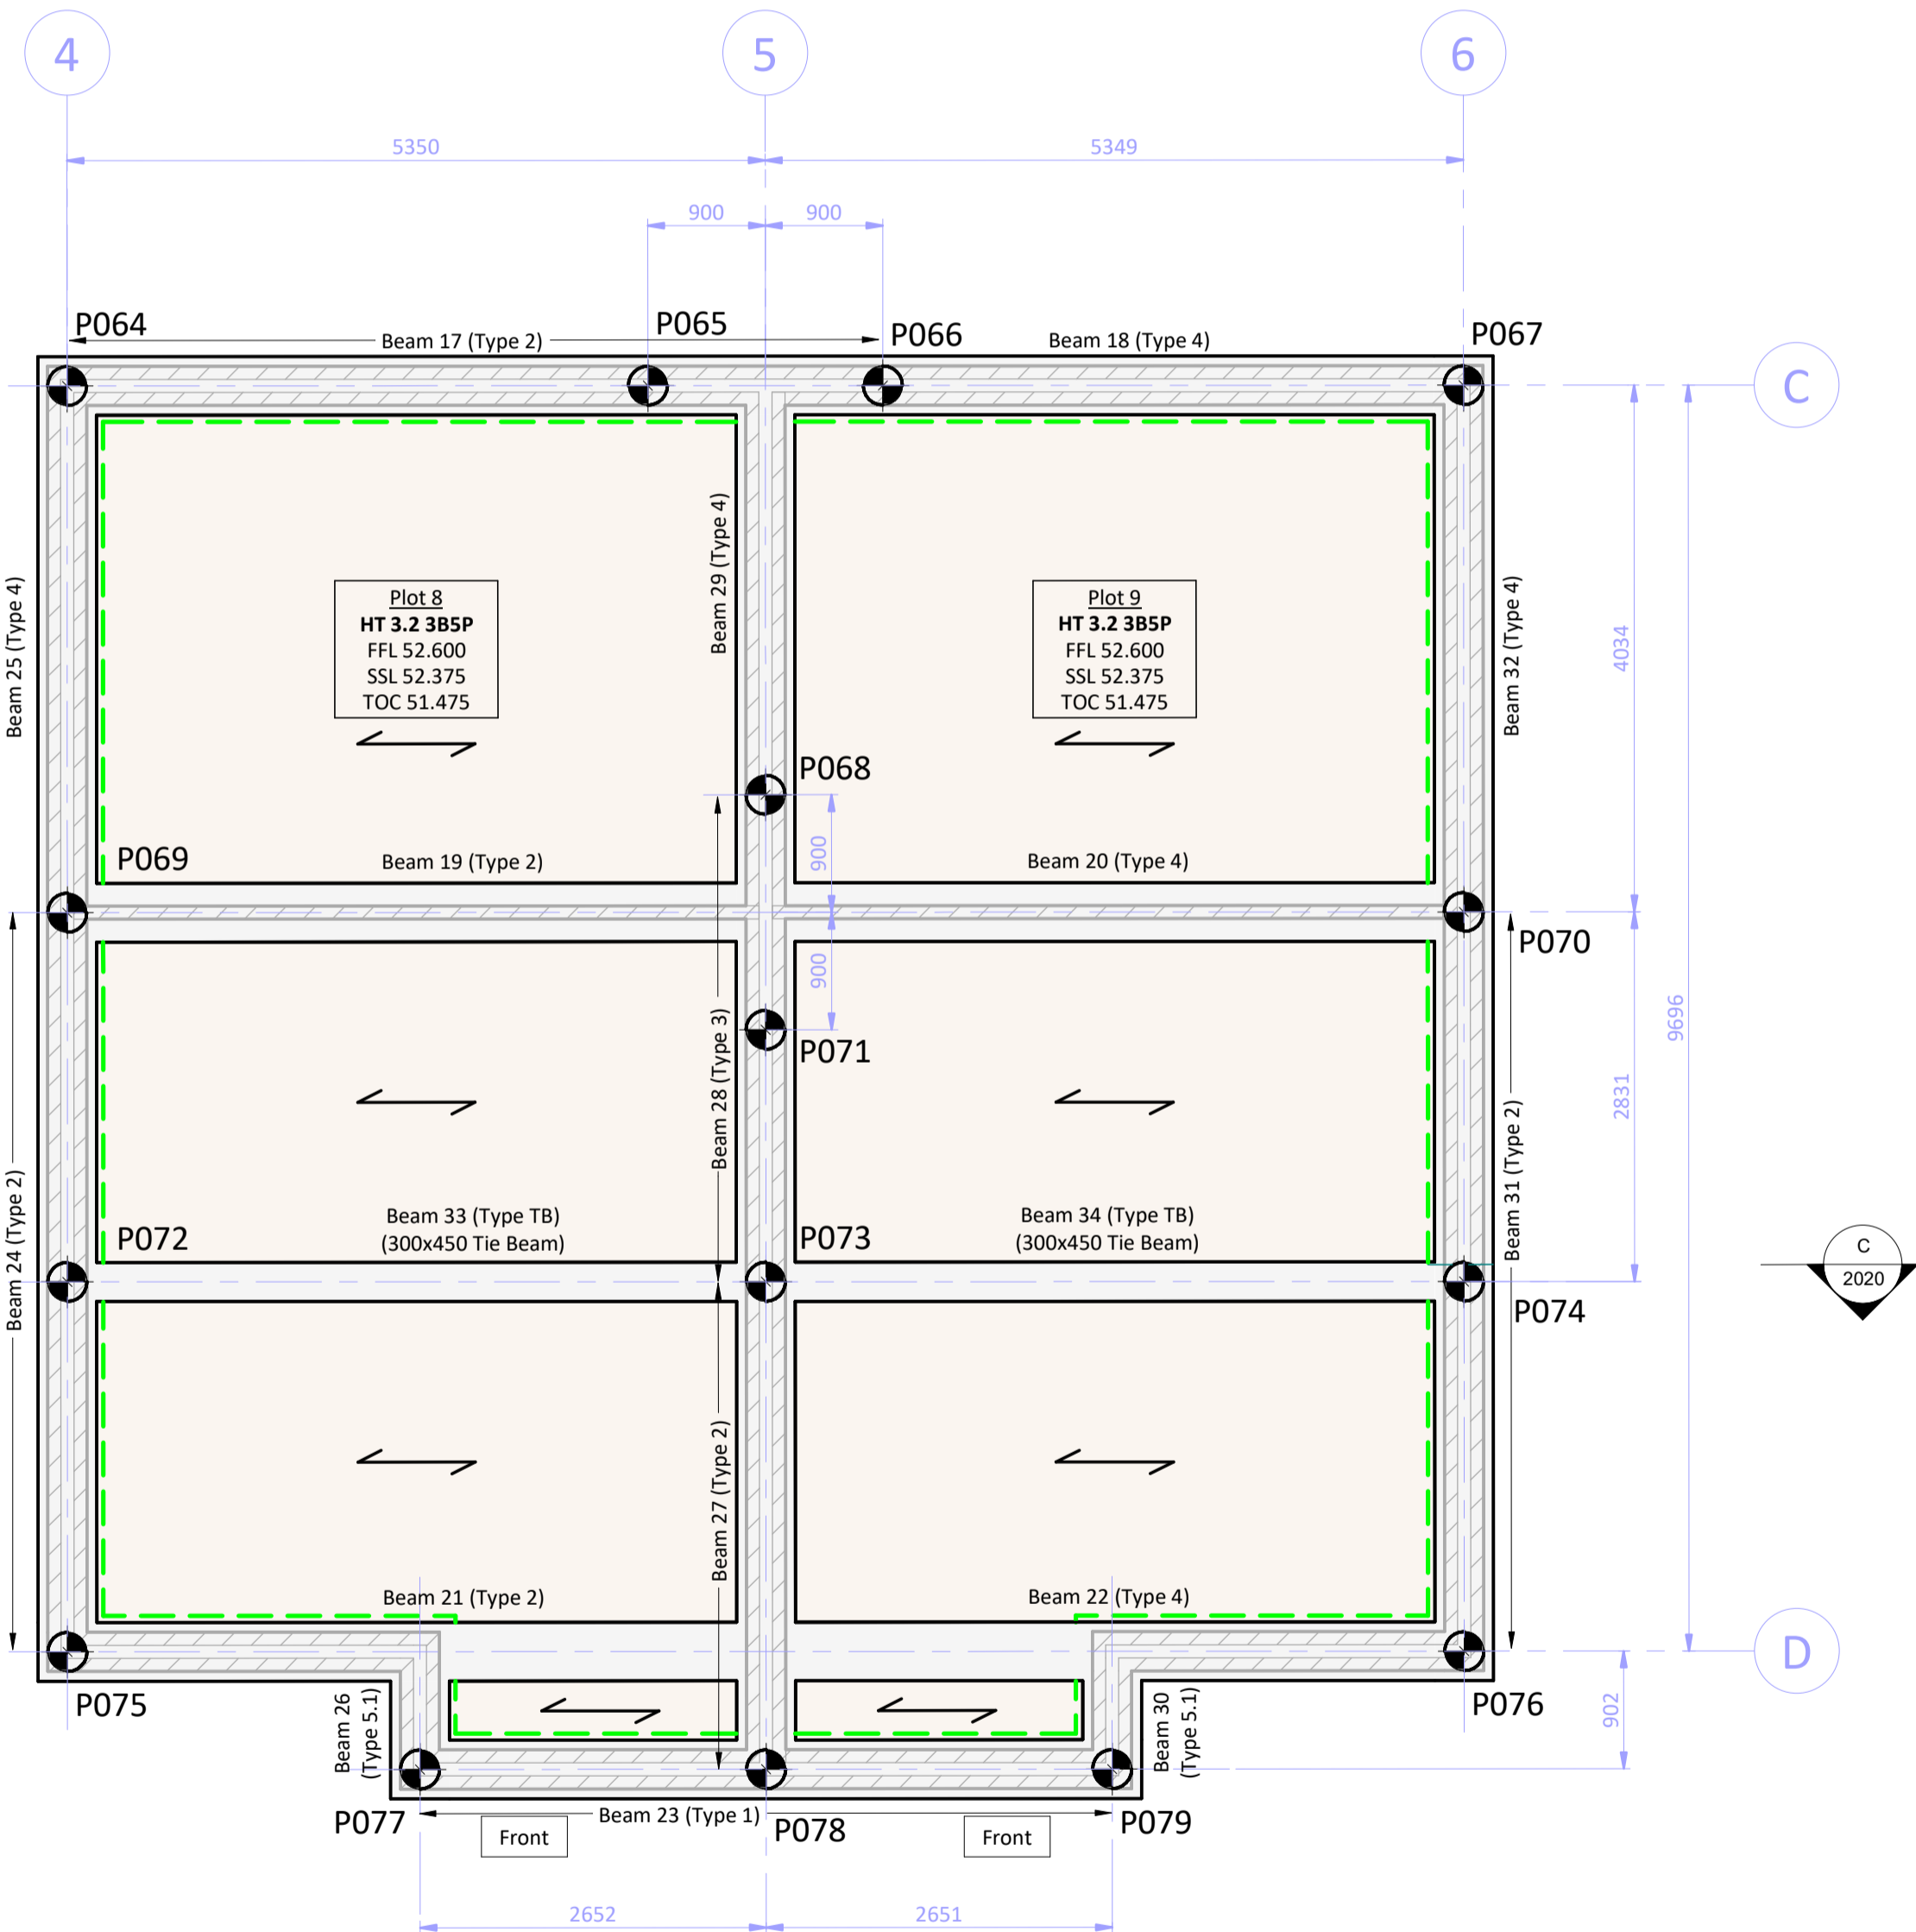 4
5
6
5350
5349
900
900
P064
Beam 17 (Type 2)
P065
P066
Beam 18 (Type 4)
P067
C
Beam 25 (Type 4)
Plot 8
HT 3.2 3B5P
FFL 52.600
SSL 52.375
TOC 51.475
Beam 29 (Type 4)
Plot 9
HT 3.2 3B5P
FFL 52.600
SSL 52.375
TOC 51.475
Beam 32 (Type 4)
4034
P068
900
P069
Beam 19 (Type 2)
Beam 20 (Type 4)
P070
900
9696
P071
Beam 28 (Type 3)
2831
Beam 24 (Type 2)
Beam 31 (Type 2)
P072
Beam 33 (Type TB)
(300x450 Tie Beam)
P073
Beam 34 (Type TB)
(300x450 Tie Beam)
C
2020
P074
Beam 27 (Type 2)
Beam 21 (Type 2)
Beam 22 (Type 4)
D
P075
Beam 26
(Type 5.1)
Beam 30
(Type 5.1)
P076
902
P077
Beam 23 (Type 1)
P078
P079
Front
Front
2652
2651